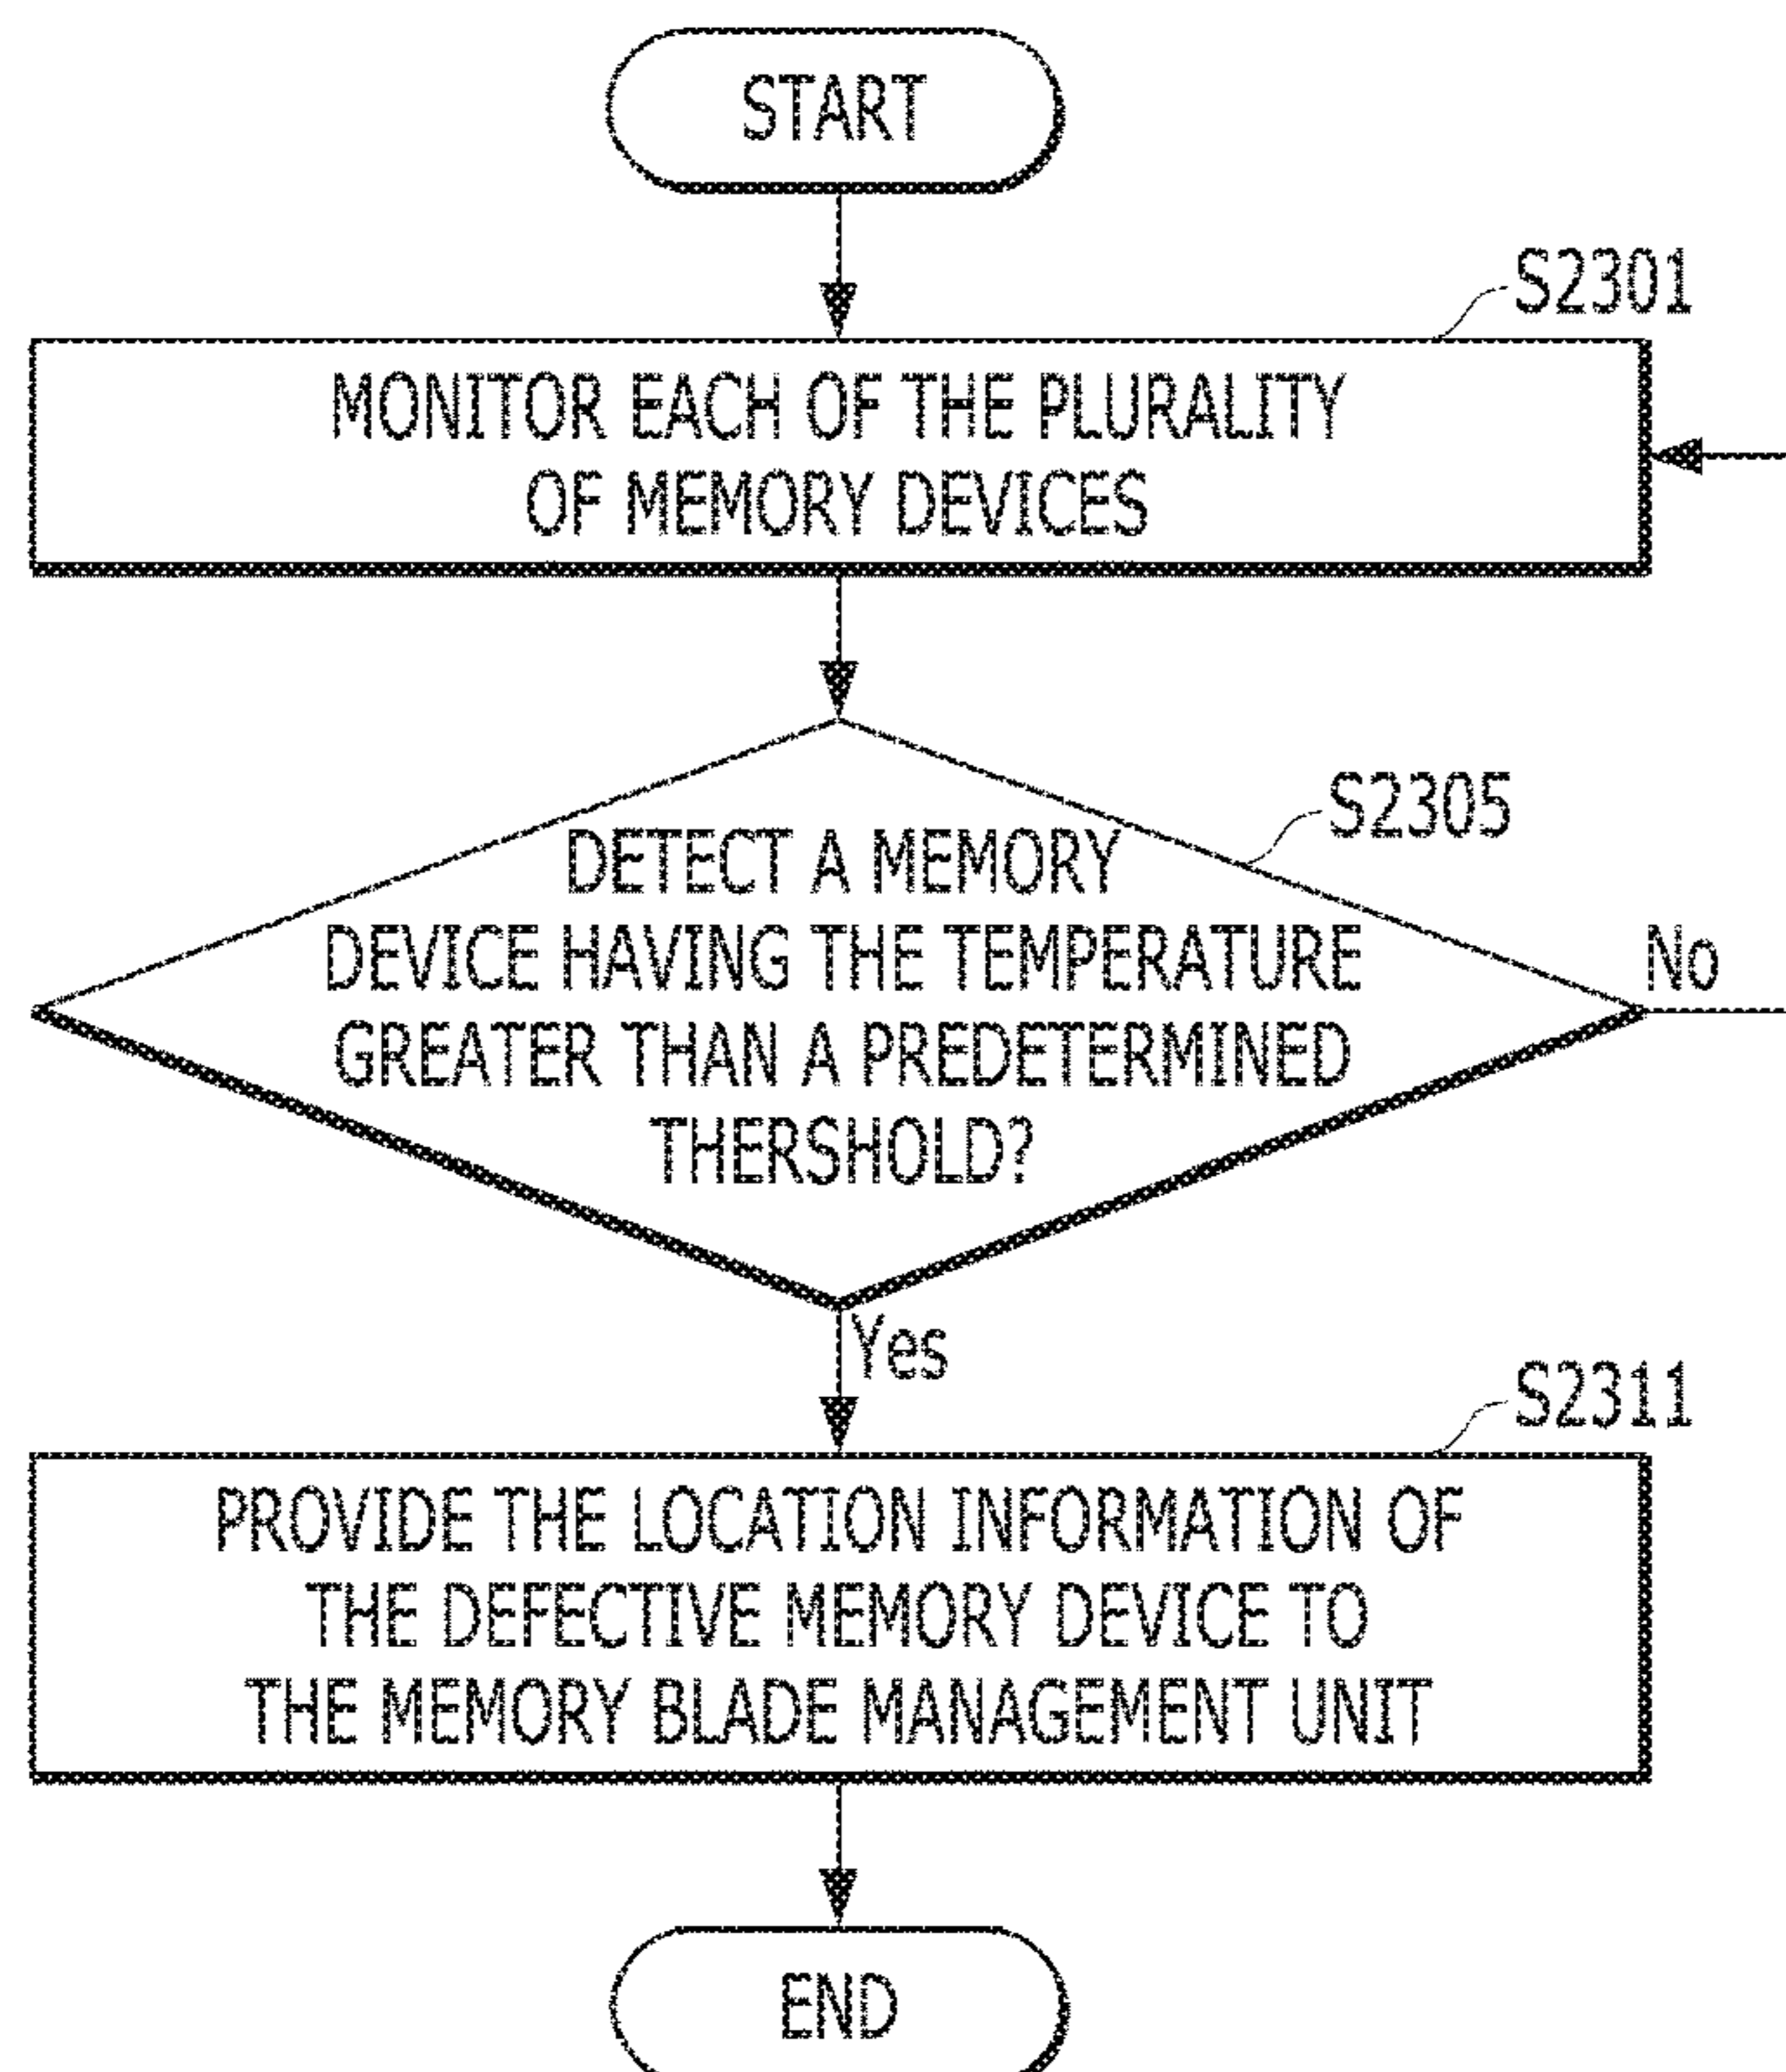 START
S2301
MONITOR EACH OF THE PLURALITY
OF MEMORY DEVICES
S2305
DETECT A MEMORY
DEVICE HAVING THE TEMPERATURE
GREATER THAN A PREDETERMINED
THERSHOLD?
No
Yes
S2311
PROVIDE THE LOCATION INFORMATION OF
THE DEFECTIVE MEMORY DEVICE TO
THE MEMORY BLADE MANAGEMENT UNIT
END